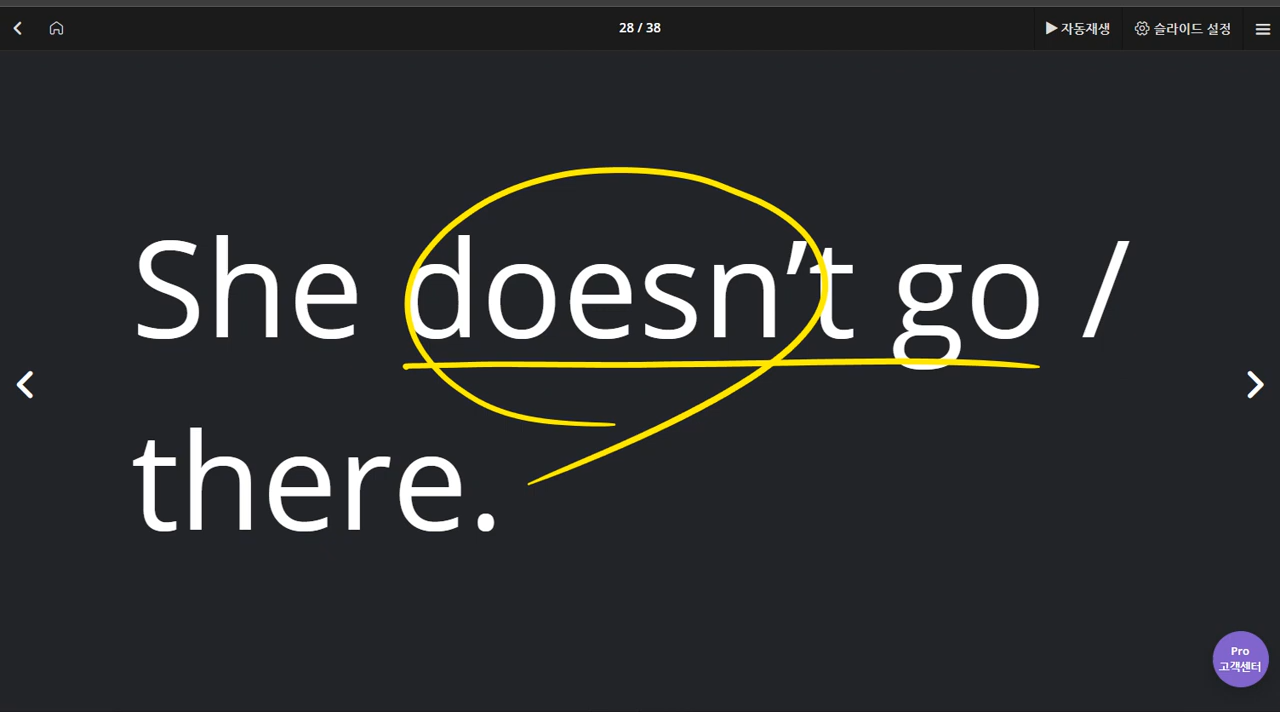 28 / 38
자동재생
슬라이드 설정
She doesn’t go /
there.
Pro
고객센터